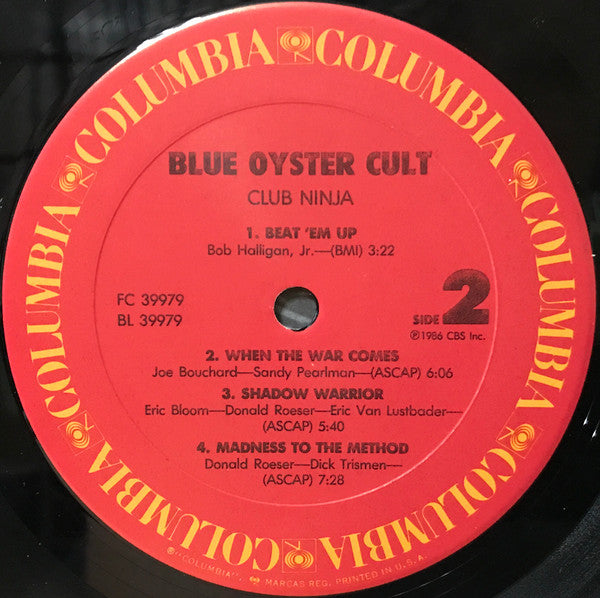 COLUMBIA COLUMBIA COLUMBIA COLUMBIA COLUMBIA COLUMBIA
BLUE OYSTER CULT
CLUB NINJA
1. BEAT 'EM UP
Bob Halligan, Jr.—(BMI) 3:22
FC 39979
BL 39979
SIDE 2
℗1986 CBS Inc.
2. WHEN THE WAR COMES
Joe Bouchard—Sandy Pearlman—(ASCAP) 6:06
3. SHADOW WARRIOR
Eric Bloom—Donald Roeser—Eric Van Lustbader—
(ASCAP) 5:40
4. MADNESS TO THE METHOD
Donald Roeser—Dick Trismen—
(ASCAP) 7:28
® "COLUMBIA", MARCAS REG. PRINTED IN U.S.A.